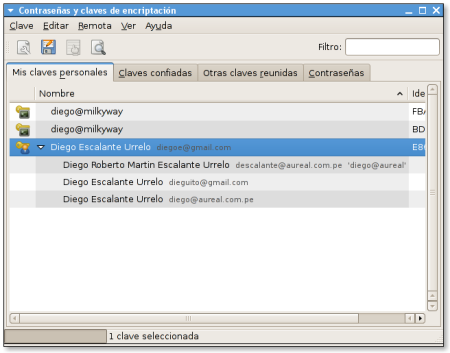 Contraseñas y claves de encriptación
Clave Editar Remota Ver Ayuda
Filtro:
Mis claves personales Claves confiadas Otras claves reunidas Contraseñas
Nombre Ide
diego@milkyway FBA
diego@milkyway BD
Diego Escalante Urrelo diegoe@gmail.com E8
Diego Roberto Martin Escalante Urrelo descalante@aureal.com.pe 'diego@aureal'
Diego Escalante Urrelo dieguito@gmail.com
Diego Escalante Urrelo diego@aureal.com.pe
1 clave seleccionada